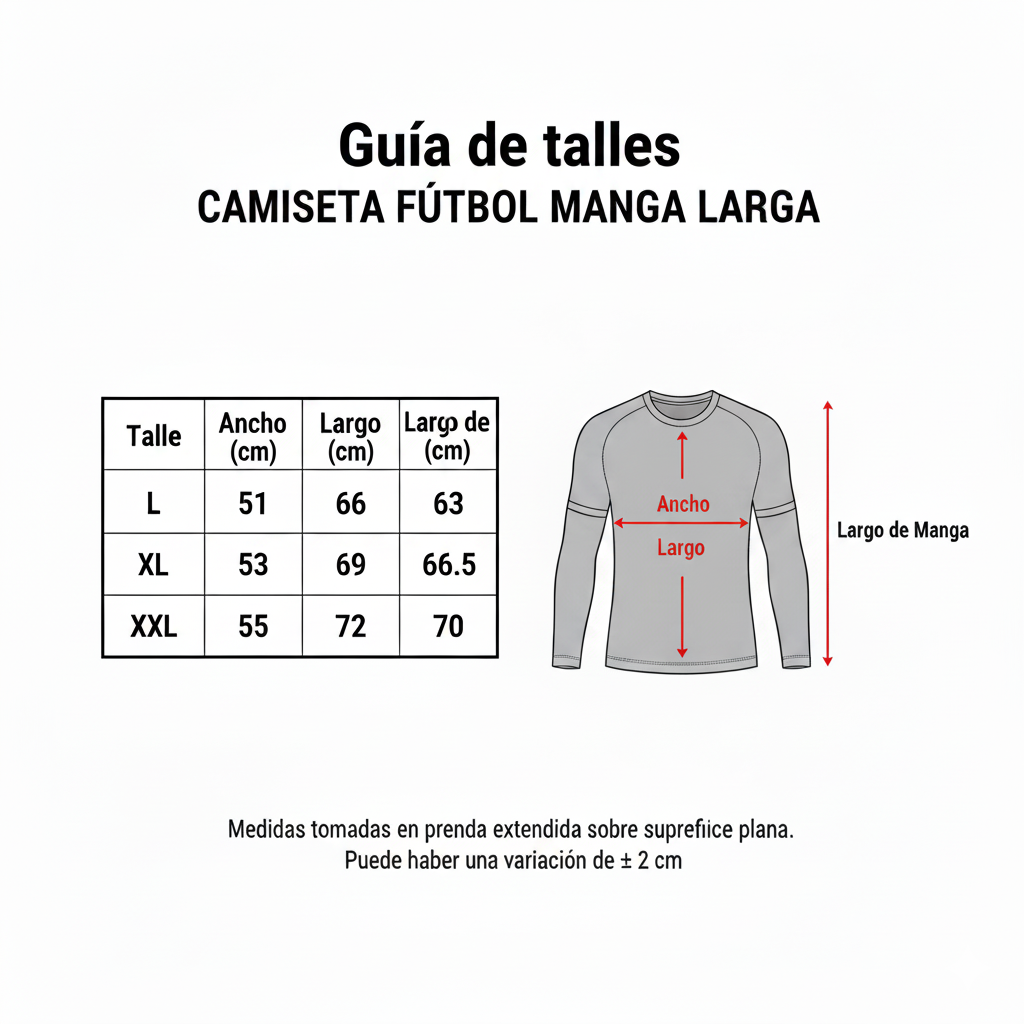 Guía de talles
CAMISETA FÚTBOL MANGA LARGA
Talle Ancho (cm) Largo (cm) Largo de (cm)
L 51 66 63
XL 53 69 66.5
XXL 55 72 70
Ancho
Largo
Largo de Manga
Medidas tomadas en prenda extendida sobre suprefiice plana.
Puede haber una variación de ± 2 cm